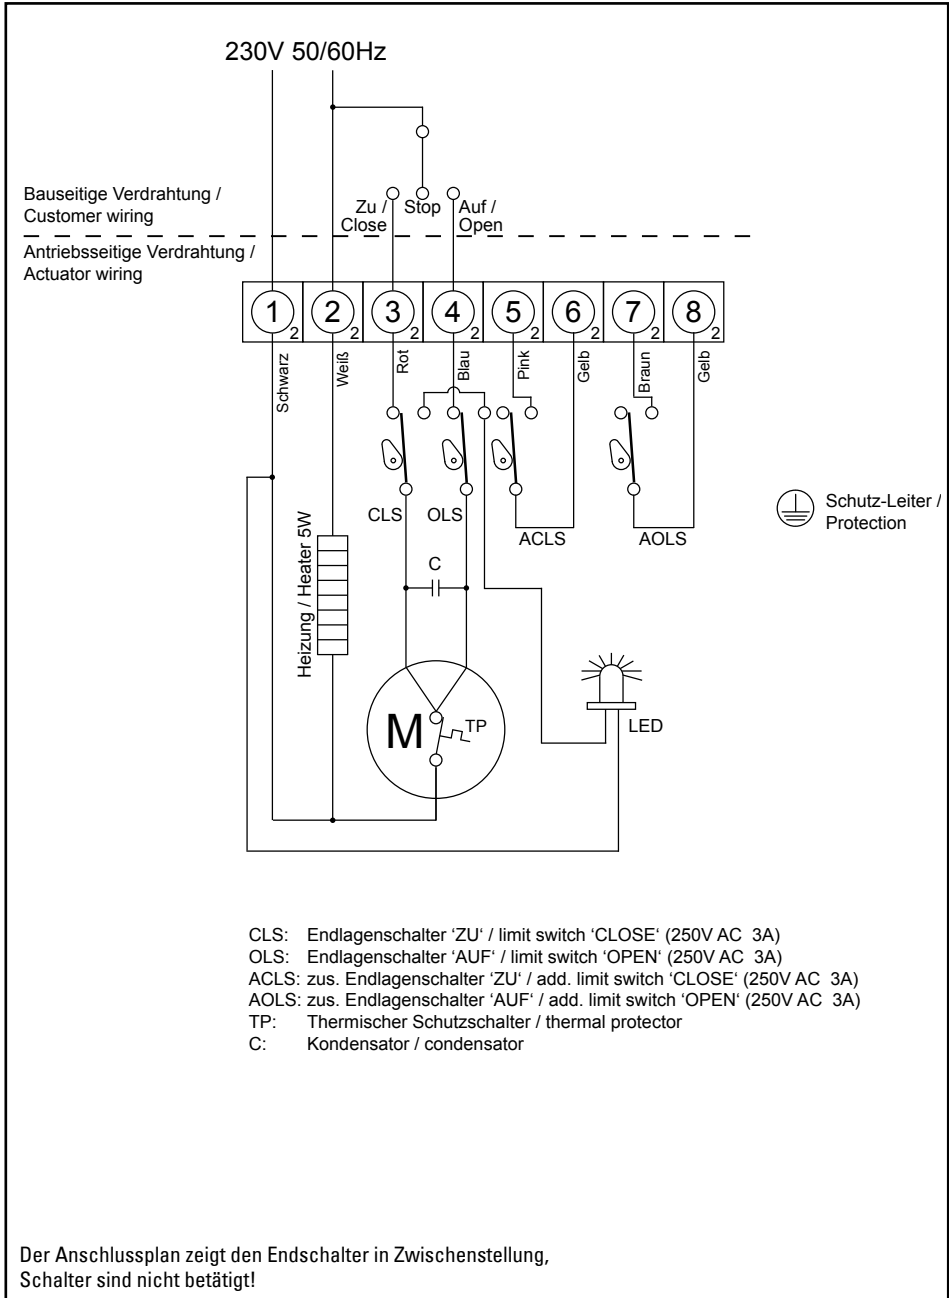 230V 50/60Hz
Bauseitige Verdrahtung /
Customer wiring
Zu /
Close
Stop
Auf /
Open
Antriebsseitige Verdrahtung /
Actuator wiring
1 2 3 4 5 6 7 8
2 2 2 2 2 2 2 2
Schwarz
Weiß
Rot
Blau
Pink
Gelb
Braun
Gelb
CLS OLS
ACLS
AOLS
Schutz-Leiter /
Protection
Heizung / Heater 5W
C
M
TP
LED
CLS: Endlagenschalter ‘ZU‘ / limit switch ‘CLOSE‘ (250V AC 3A)
OLS: Endlagenschalter ‘AUF‘ / limit switch ‘OPEN‘ (250V AC 3A)
ACLS: zus. Endlagenschalter ‘ZU‘ / add. limit switch ‘CLOSE‘ (250V AC 3A)
AOLS: zus. Endlagenschalter ‘AUF‘ / add. limit switch ‘OPEN‘ (250V AC 3A)
TP: Thermischer Schutzschalter / thermal protector
C: Kondensator / condensator
Der Anschlussplan zeigt den Endschalter in Zwischenstellung,
Schalter sind nicht betätigt!